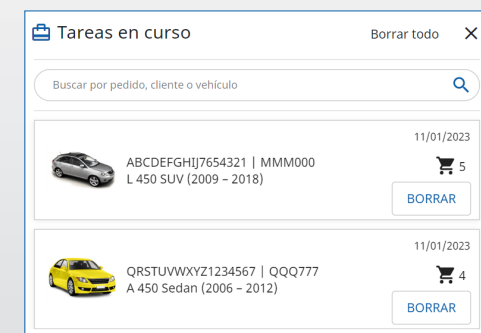 Tareas en curso
Borrar todo
Buscar por pedido, cliente o vehículo
11/01/2023
ABCDEFGHIJ7654321 | MMM000
5
L 450 SUV (2009 – 2018)
BORRAR
11/01/2023
QRSTUVWXYZ1234567 | QQQ777
4
A 450 Sedan (2006 – 2012)
BORRAR